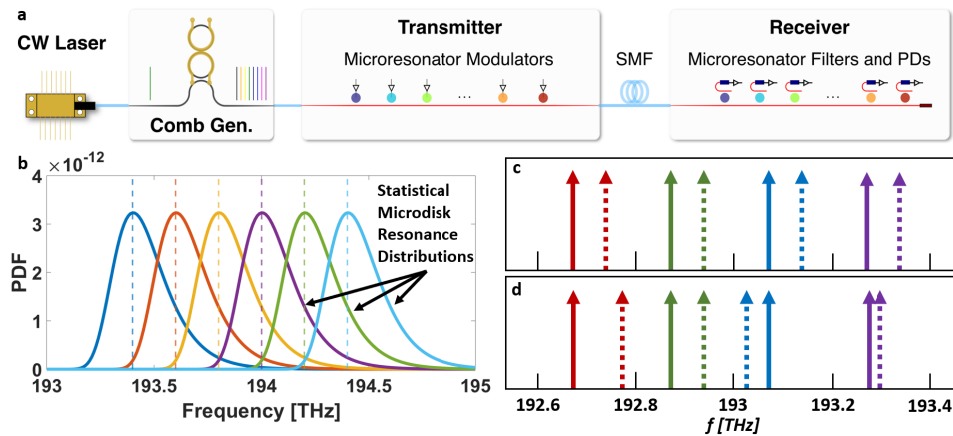 a
CW Laser
Comb Gen.
Transmitter
Microresonator Modulators
...
SMF
Receiver
Microresonator Filters and PDs
...
b
×10⁻¹²
4
3
2
1
0
PDF
Statistical
Microdisk
Resonance
Distributions
193
193.5
194
194.5
195
Frequency [THz]
c
d
192.6
192.8
193
193.2
193.4
f [THz]